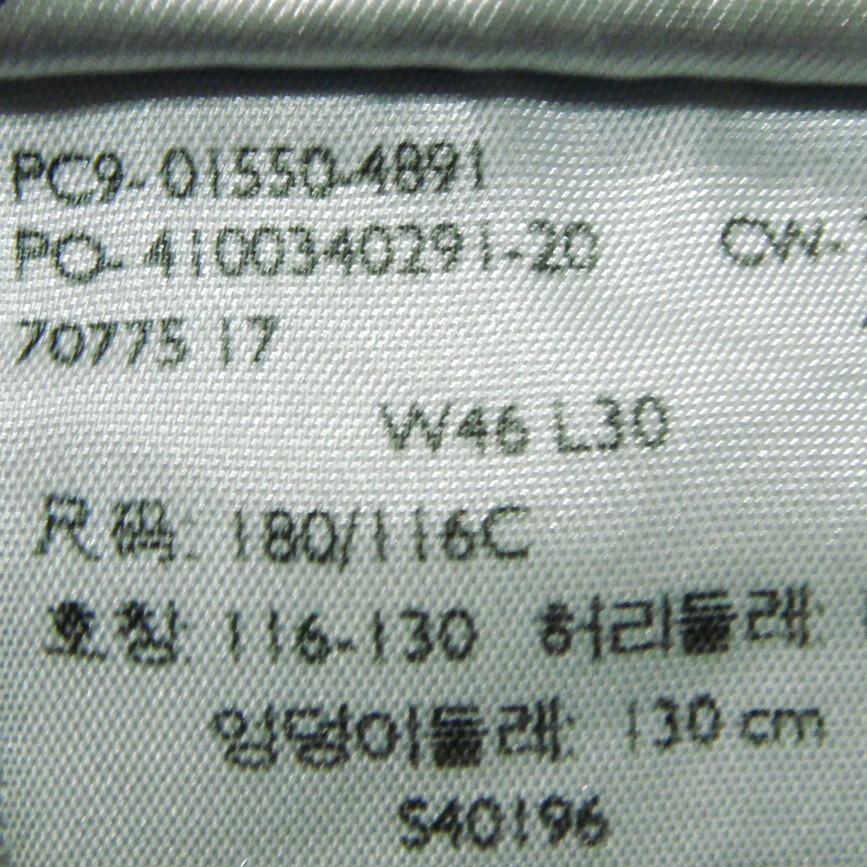 PC9-01550-4891
PO-4100340291-20 CW-
70775 17
W46 L30
尺码: 180/116C
호칭: 116-130 허리둘레:
엉덩이둘레: 130 cm
S40196